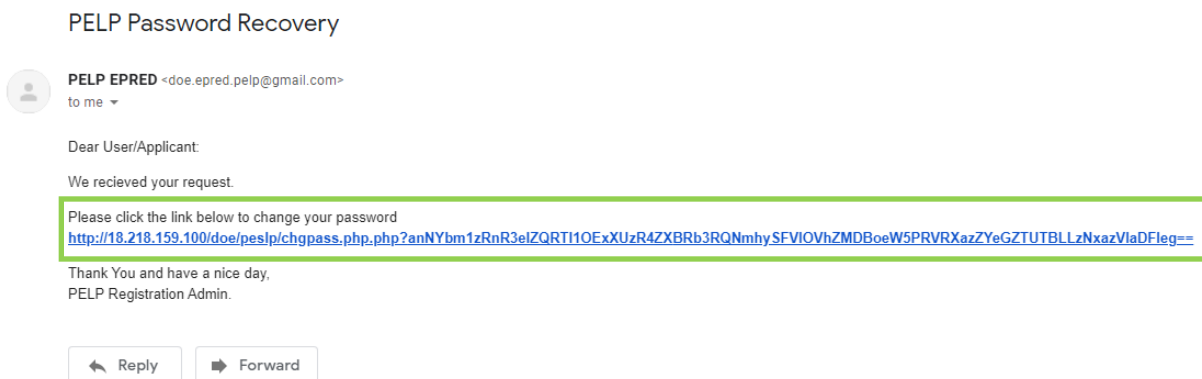 PELP Password Recovery
PELP EPRED <doe.epred.pelp@gmail.com>
to me
Dear User/Applicant:
We recieved your request.
Please click the link below to change your password
http://18.218.159.100/doe/peslp/chgpass.php.php?anNYbm1zRnR3elZQRTI1OExXUzR4ZXBRb3RQNmhySFVIOVhZMDBoeW5PRVRXazZYeGZTUTBLLzNxazVlaDFleg==
Thank You and have a nice day,
PELP Registration Admin.
Reply Forward